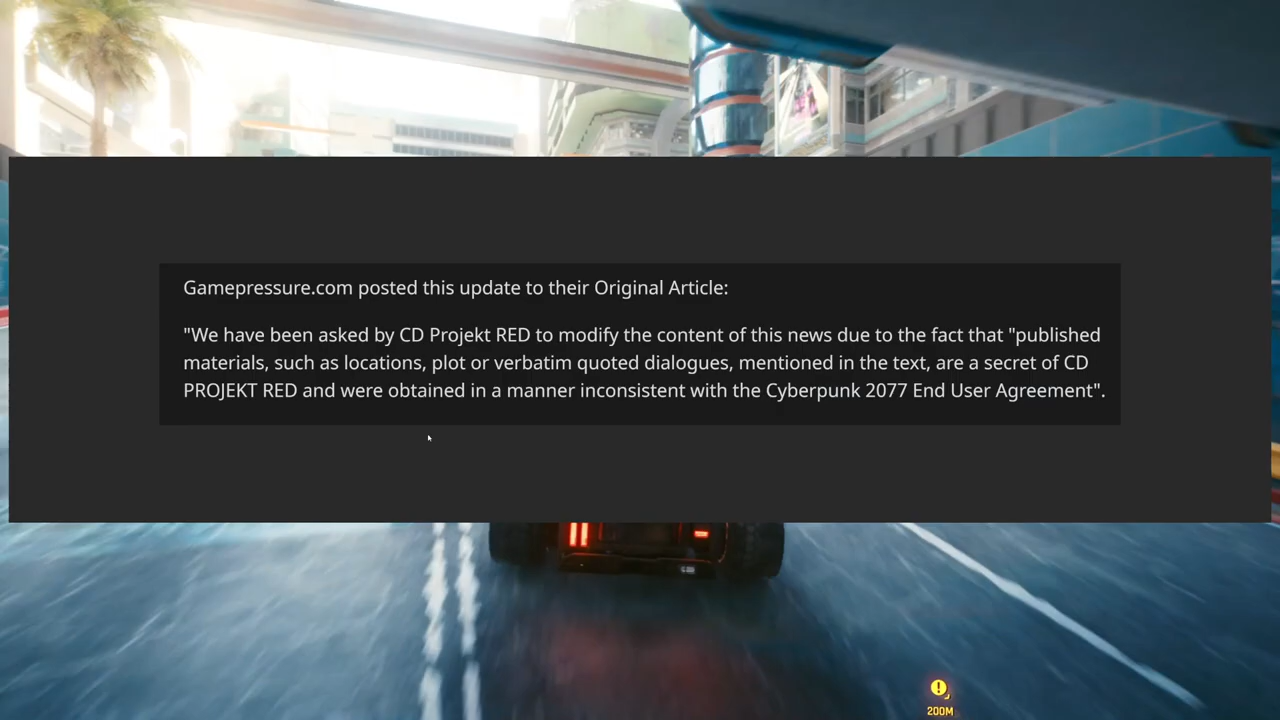 Gamepressure.com posted this update to their Original Article:
"We have been asked by CD Projekt RED to modify the content of this news due to the fact that "published
materials, such as locations, plot or verbatim quoted dialogues, mentioned in the text, are a secret of CD
PROJEKT RED and were obtained in a manner inconsistent with the Cyberpunk 2077 End User Agreement".
200M